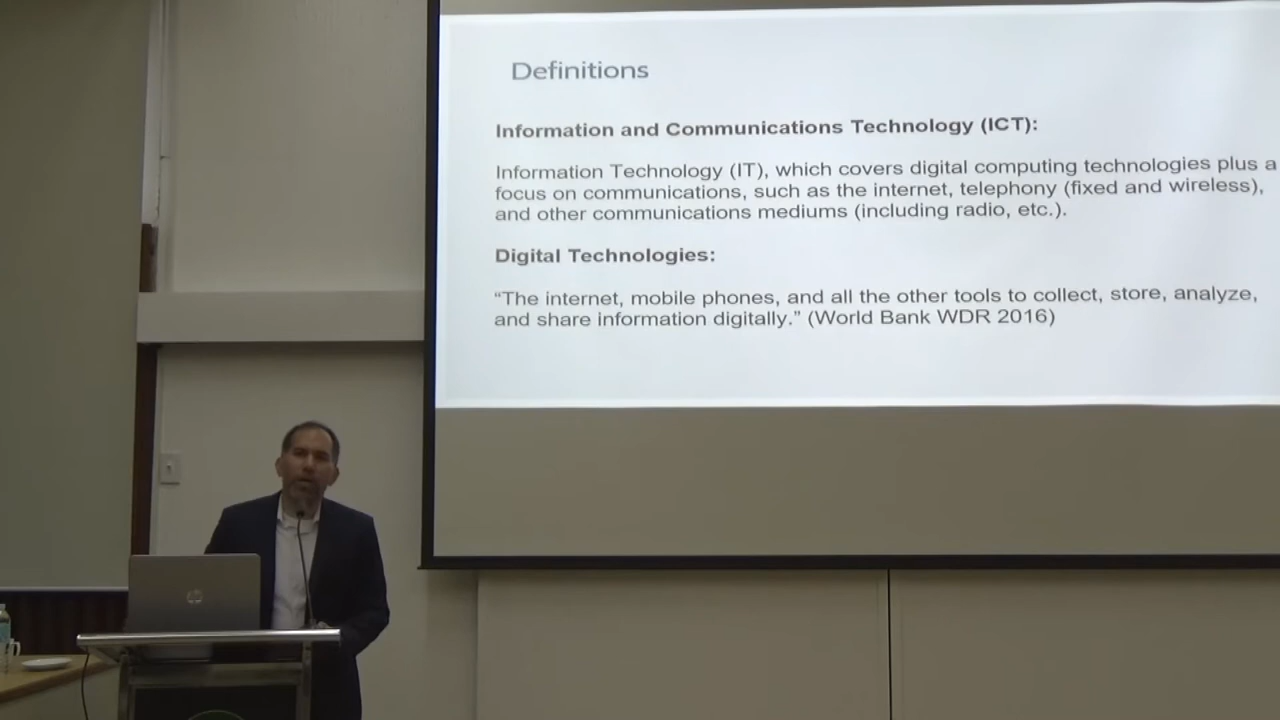 Definitions
Information and Communications Technology (ICT):
Information Technology (IT), which covers digital computing technologies plus a
focus on communications, such as the internet, telephony (fixed and wireless),
and other communications mediums (including radio, etc.).
Digital Technologies:
“The internet, mobile phones, and all the other tools to collect, store, analyze,
and share information digitally.” (World Bank WDR 2016)
hp